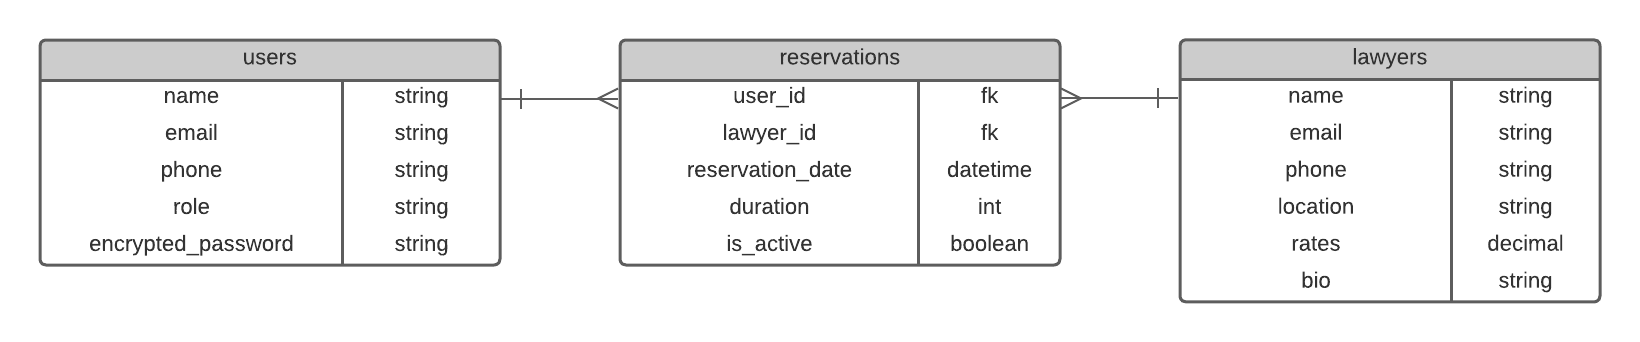 users
name string
email string
phone string
role string
encrypted_password string
reservations
user_id fk
lawyer_id fk
reservation_date datetime
duration int
is_active boolean
lawyers
name string
email string
phone string
location string
rates decimal
bio string